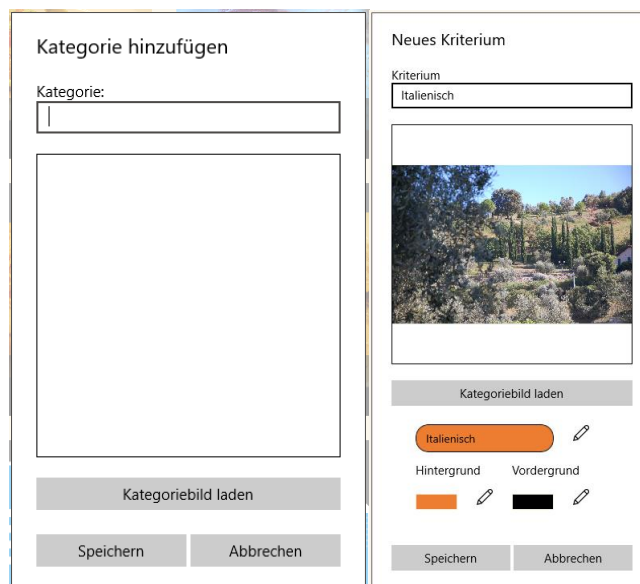 Kategorie hinzufügen
Kategorie:
Kategoriebild laden
Speichern Abbrechen
Neues Kriterium
Kriterium
Italienisch
Kategoriebild laden
Italienisch
Hintergrund Vordergrund
Speichern Abbrechen